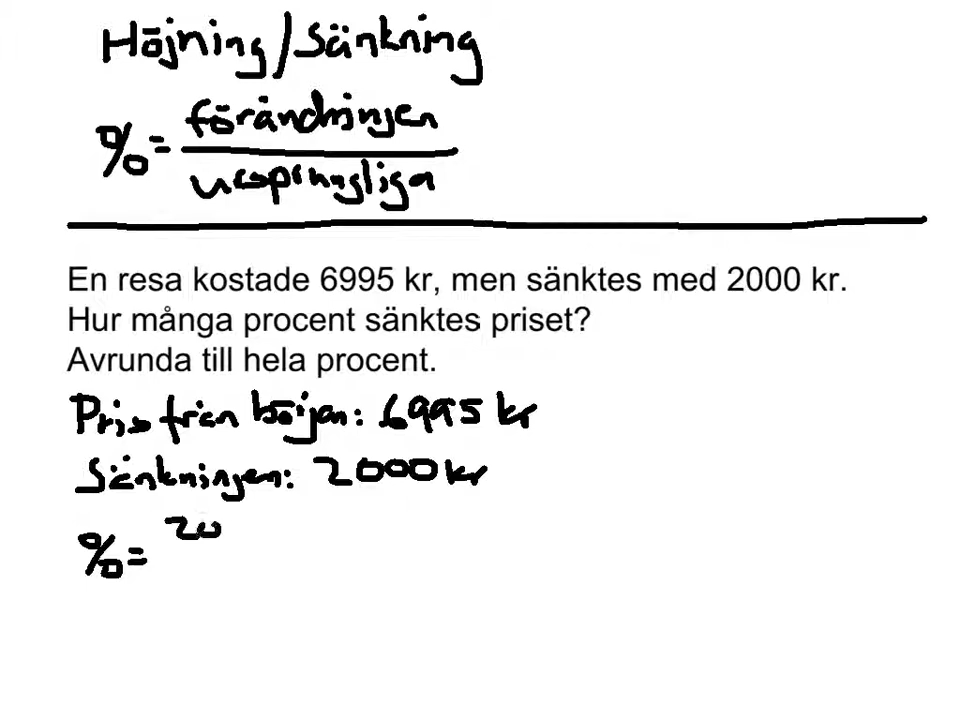 Höjning/Sänkning
%= förändringen
ursprungliga
En resa kostade 6995 kr, men sänktes med 2000 kr.
Hur många procent sänktes priset?
Avrunda till hela procent.
Pris från början: 6995 kr
Sänkningen: 2000 kr
%= 200